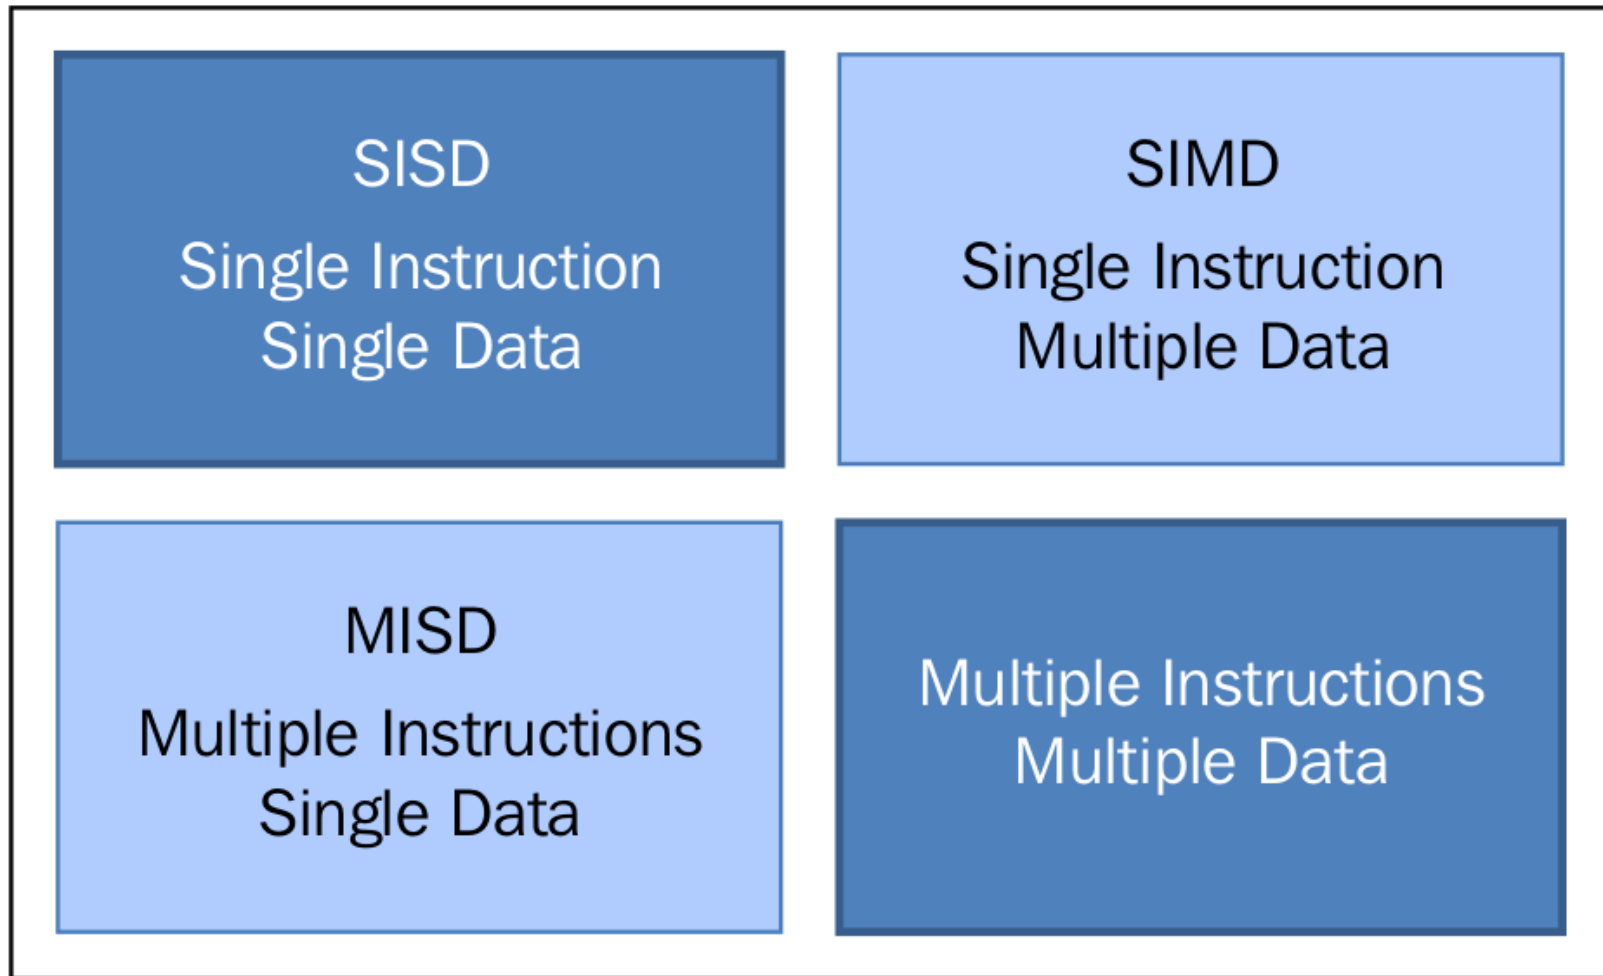 SISD
Single Instruction
Single Data
SIMD
Single Instruction
Multiple Data
MISD
Multiple Instructions
Single Data
Multiple Instructions
Multiple Data